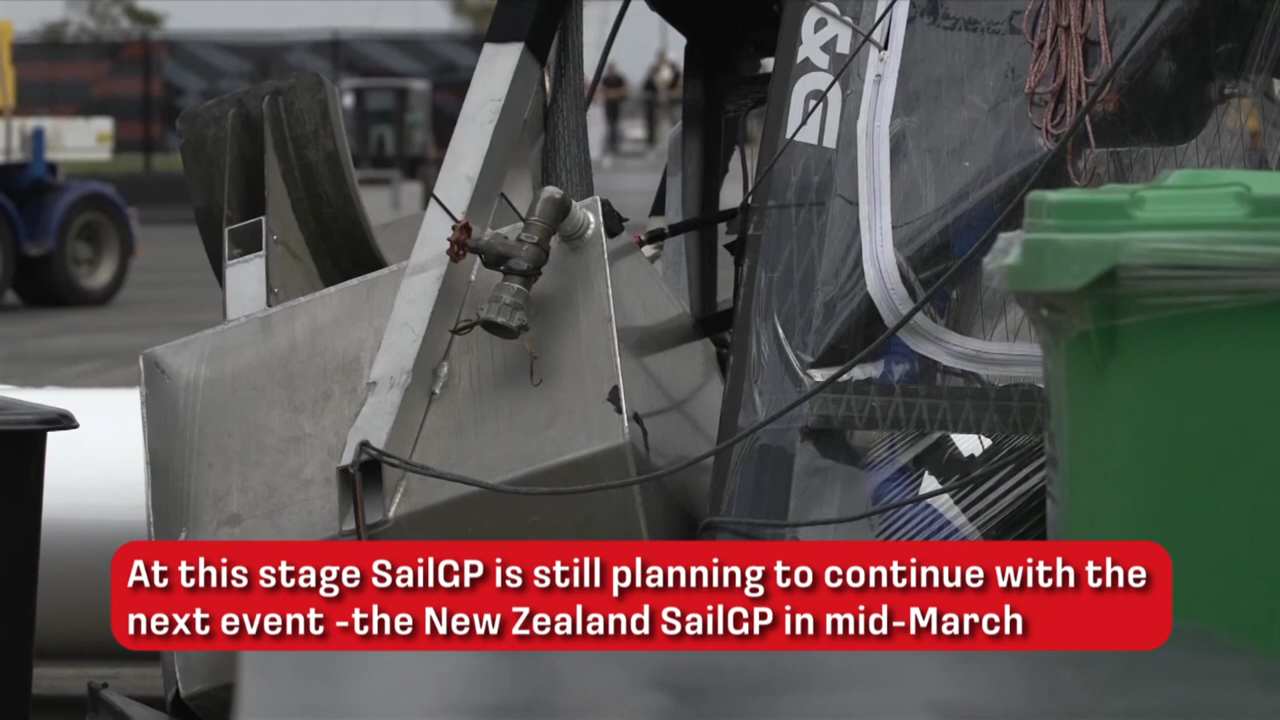 At this stage SailGP is still planning to continue with the
next event -the New Zealand SailGP in mid-March